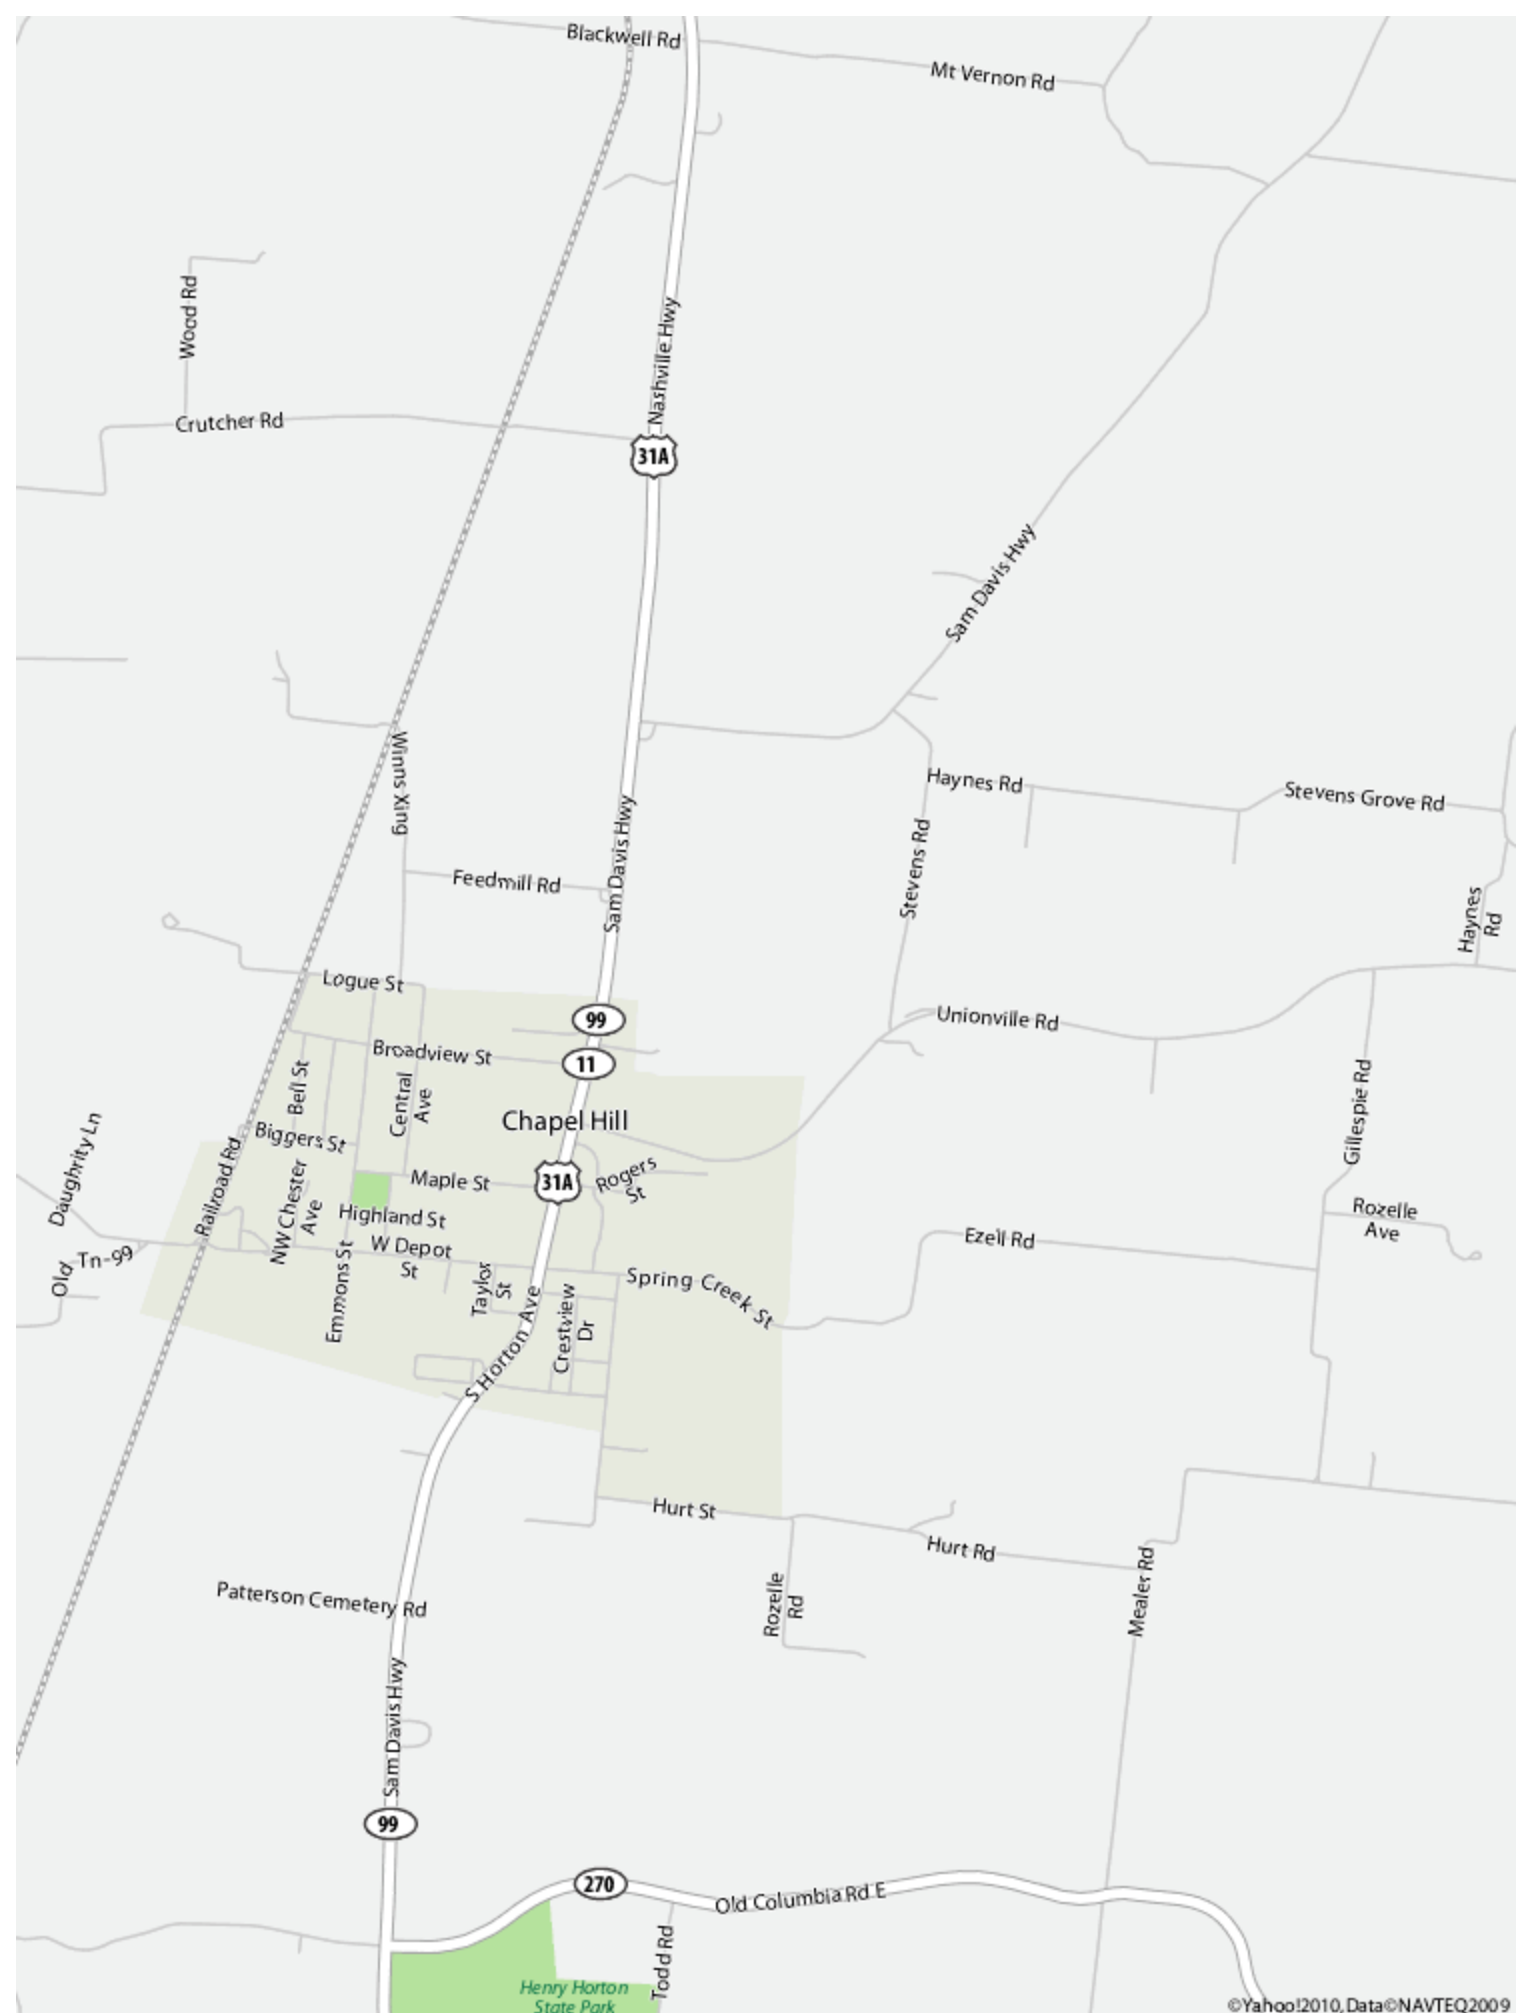 Blackwell Rd
Mt Vernon Rd
Wood Rd
Nashville Hwy
Crutcher Rd
31A
Sam Davis Hwy
Winns Xing
Haynes Rd
Stevens Grove Rd
Sam Davis Hwy
Stevens Rd
Feedmill Rd
Haynes
Rd
Logue St
99
Unionville Rd
Broadview St
11
Bell St
Central
Ave
Gillespie Rd
Chapel Hill
Daughrity Ln
Biggers St
Railroad Rd
NW Chester
Ave
Maple St
31A
Rogers
St
Highland St
Rozelle
Ave
W Depot
St
Ezell Rd
Old Tn-99
Emmons St
Taylor
St
Spring Creek St
Crestview
Dr
S Horton Ave
Hurt St
Hurt Rd
Mealer Rd
Rozelle
Rd
Patterson Cemetery Rd
Sam Davis Hwy
99
270
Old Columbia Rd E
Todd Rd
Henry Horton
State Park
©Yahoo!2010,Data©NAVTEQ2009